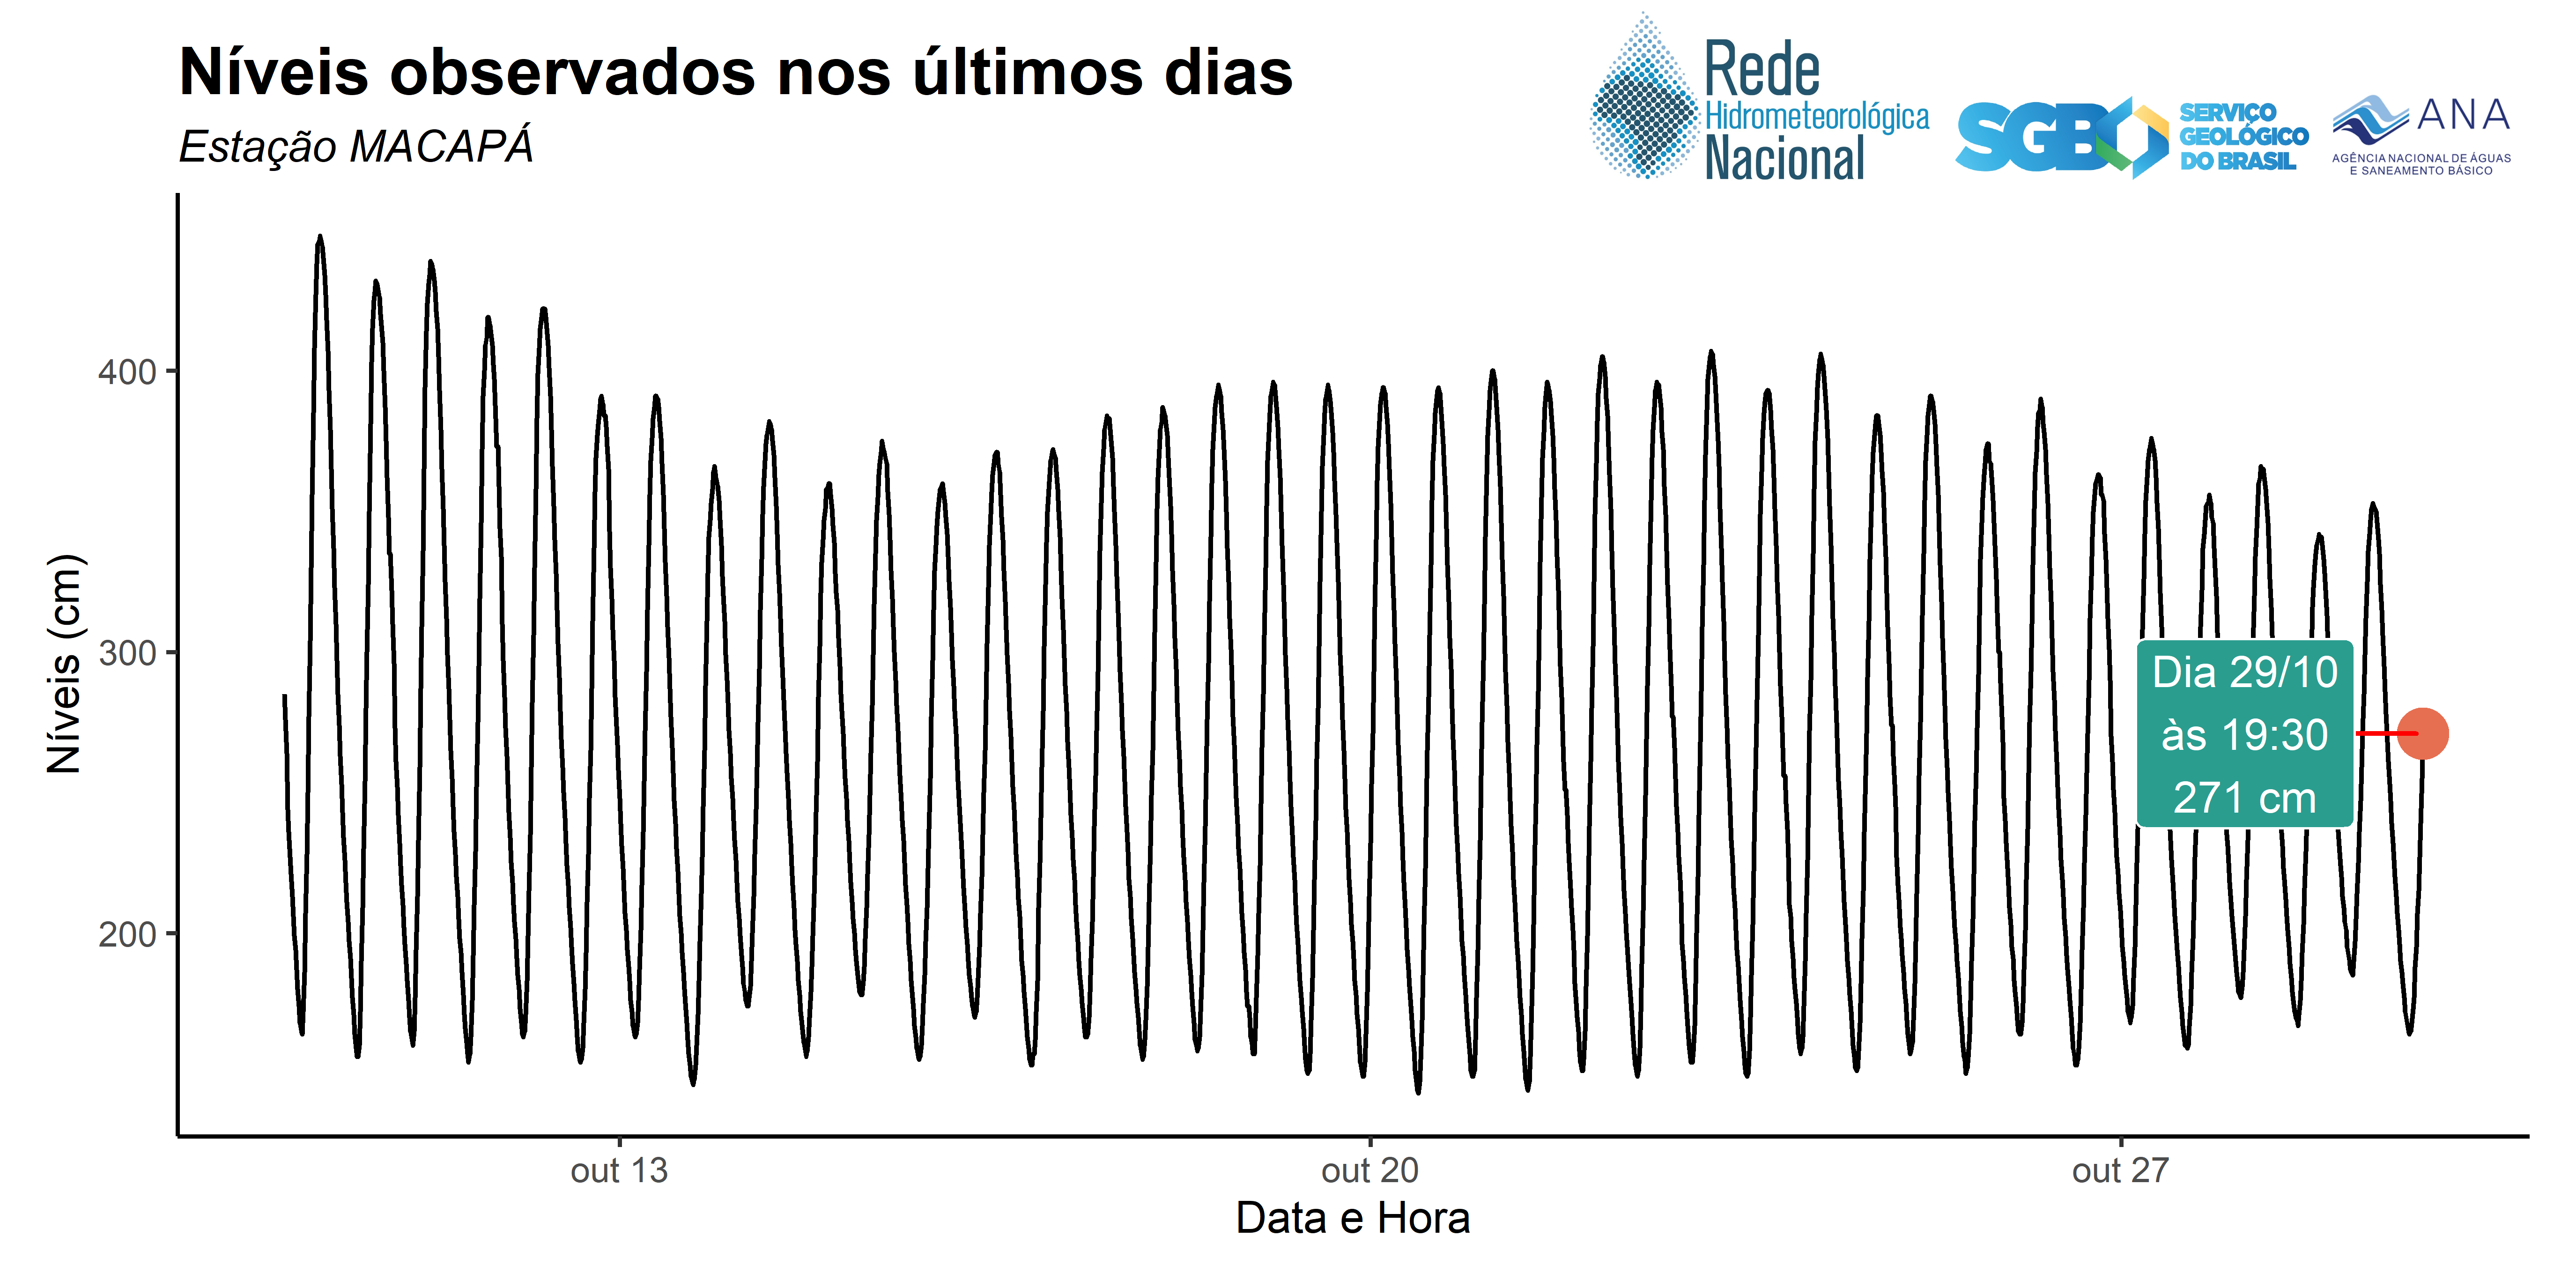 Níveis observados nos últimos dias
Estação MACAPÁ
Rede
Hidrometeorológica
Nacional
SGB
SERVIÇO
GEOLÓGICO
DO BRASIL
ANA
AGÊNCIA NACIONAL DE ÁGUAS
E SANEAMENTO BÁSICO
Níveis (cm)
400
300
200
Dia 29/10
às 19:30
271 cm
out 13
out 20
out 27
Data e Hora